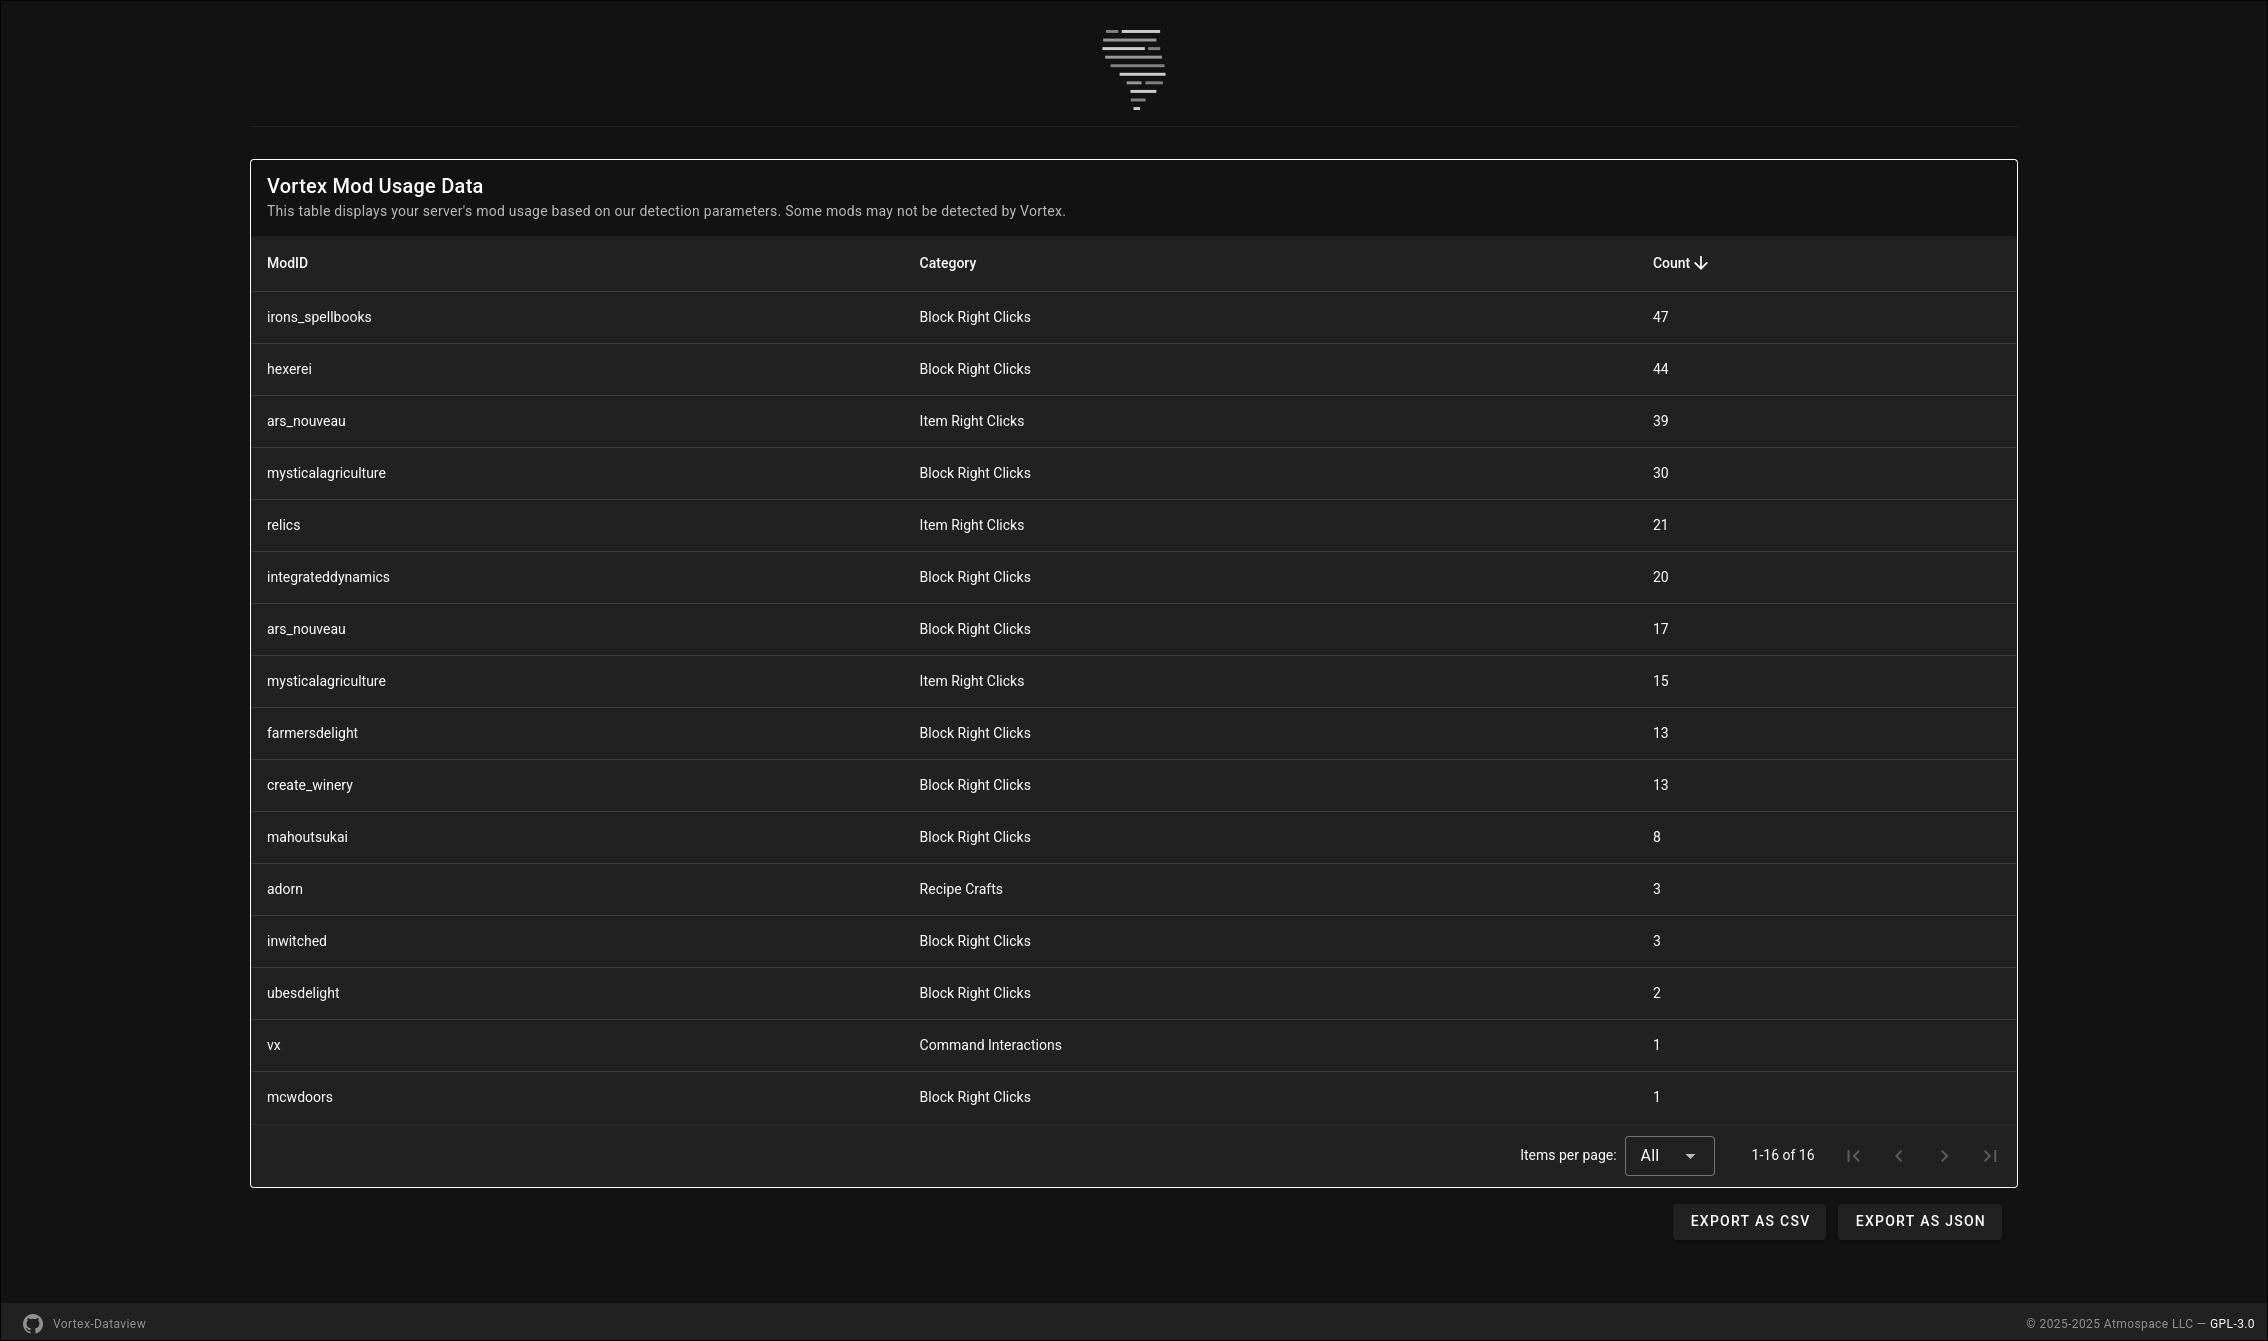 Vortex Mod Usage Data
This table displays your server's mod usage based on our detection parameters. Some mods may not be detected by Vortex.
ModID Category Count
irons_spellbooks Block Right Clicks 47
hexerei Block Right Clicks 44
ars_nouveau Item Right Clicks 39
mysticalagriculture Block Right Clicks 30
relics Item Right Clicks 21
integrateddynamics Block Right Clicks 20
ars_nouveau Block Right Clicks 17
mysticalagriculture Item Right Clicks 15
farmersdelight Block Right Clicks 13
create_winery Block Right Clicks 13
mahoutsukai Block Right Clicks 8
adorn Recipe Crafts 3
inwitched Block Right Clicks 3
ubesdelight Block Right Clicks 2
vx Command Interactions 1
mcwdoors Block Right Clicks 1
Items per page: All 1-16 of 16
EXPORT AS CSV EXPORT AS JSON
Vortex-Dataview © 2025-2025 Atmospace LLC — GPL-3.0